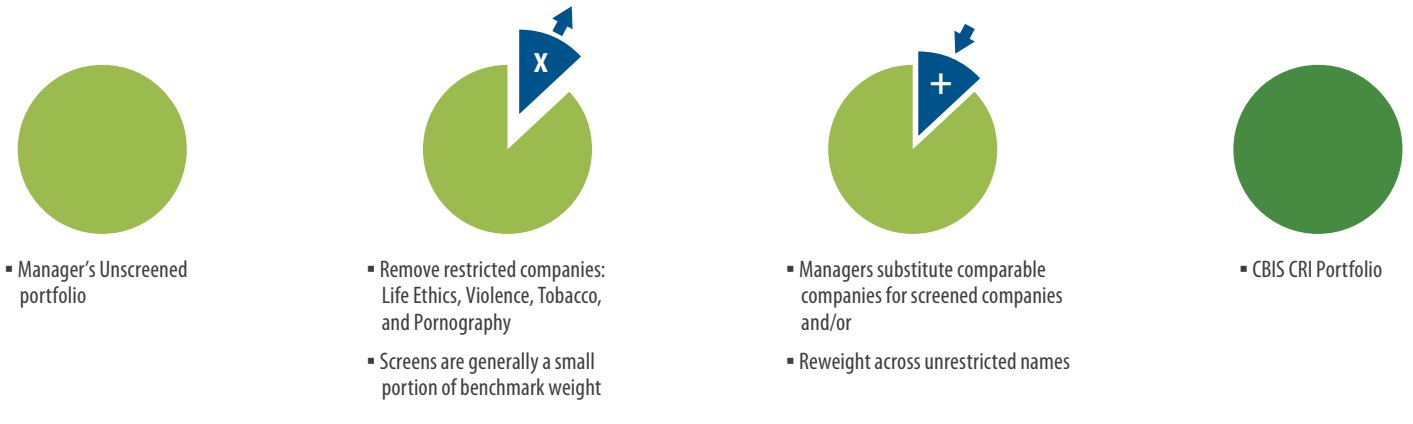 X
+
▪ Manager's Unscreened
portfolio
▪ Remove restricted companies:
Life Ethics, Violence, Tobacco,
and Pornography
▪ Screens are generally a small
portion of benchmark weight
▪ Managers substitute comparable
companies for screened companies
and/or
▪ Reweight across unrestricted names
▪ CBIS CRI Portfolio